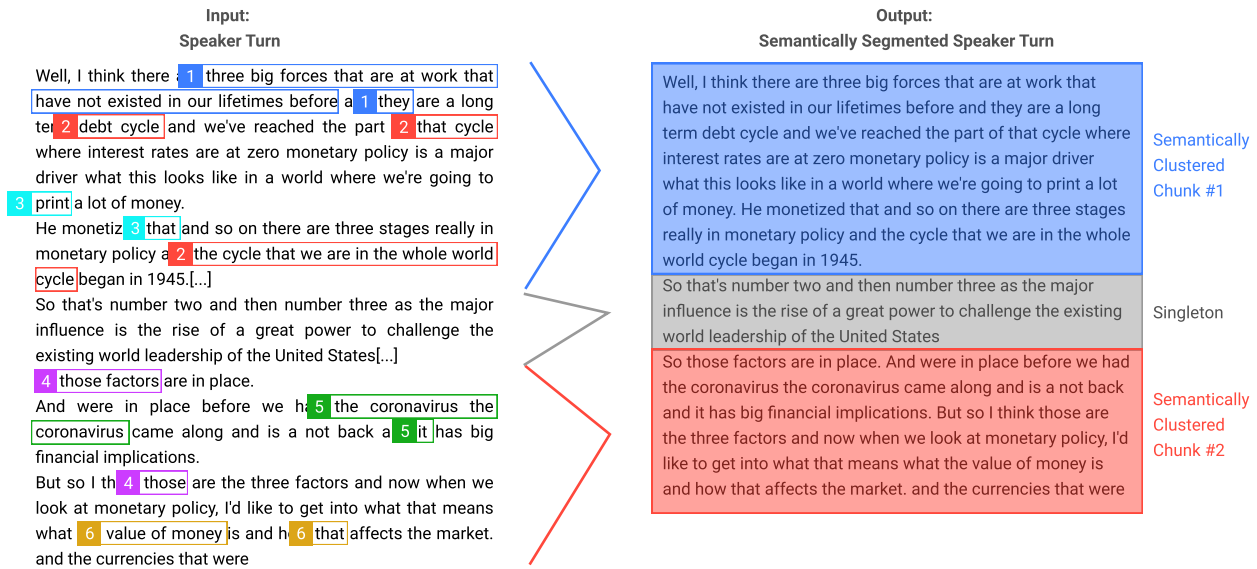 Input:
Speaker Turn
Well, I think there a 1 three big forces that are at work that
have not existed in our lifetimes before a 1 they are a long
ter 2 debt cycle and we've reached the part 2 that cycle
where interest rates are at zero monetary policy is a major
driver what this looks like in a world where we're going to
3 print a lot of money.
He monetiz 3 that and so on there are three stages really in
monetary policy a 2 the cycle that we are in the whole world
cycle began in 1945.[...]
So that's number two and then number three as the major
influence is the rise of a great power to challenge the
existing world leadership of the United States[...]
4 those factors are in place.
And were in place before we ha 5 the coronavirus the
coronavirus came along and is a not back a 5 it has big
financial implications.
But so I th 4 those are the three factors and now when we
look at monetary policy, I'd like to get into what that means
what 6 value of money is and h 6 that affects the market.
and the currencies that were
Output:
Semantically Segmented Speaker Turn
Well, I think there are three big forces that are at work that
have not existed in our lifetimes before and they are a long
term debt cycle and we've reached the part of that cycle where
interest rates are at zero monetary policy is a major driver
what this looks like in a world where we're going to print a lot
of money. He monetized that and so on there are three stages
really in monetary policy and the cycle that we are in the whole
world cycle began in 1945.
So that's number two and then number three as the major
influence is the rise of a great power to challenge the existing
world leadership of the United States
So those factors are in place. And were in place before we had
the coronavirus the coronavirus came along and is a not back
and it has big financial implications. But so I think those are
the three factors and now when we look at monetary policy, I'd
like to get into what that means what the value of money is
and how that affects the market. and the currencies that were
Semantically
Clustered
Chunk #1
Singleton
Semantically
Clustered
Chunk #2